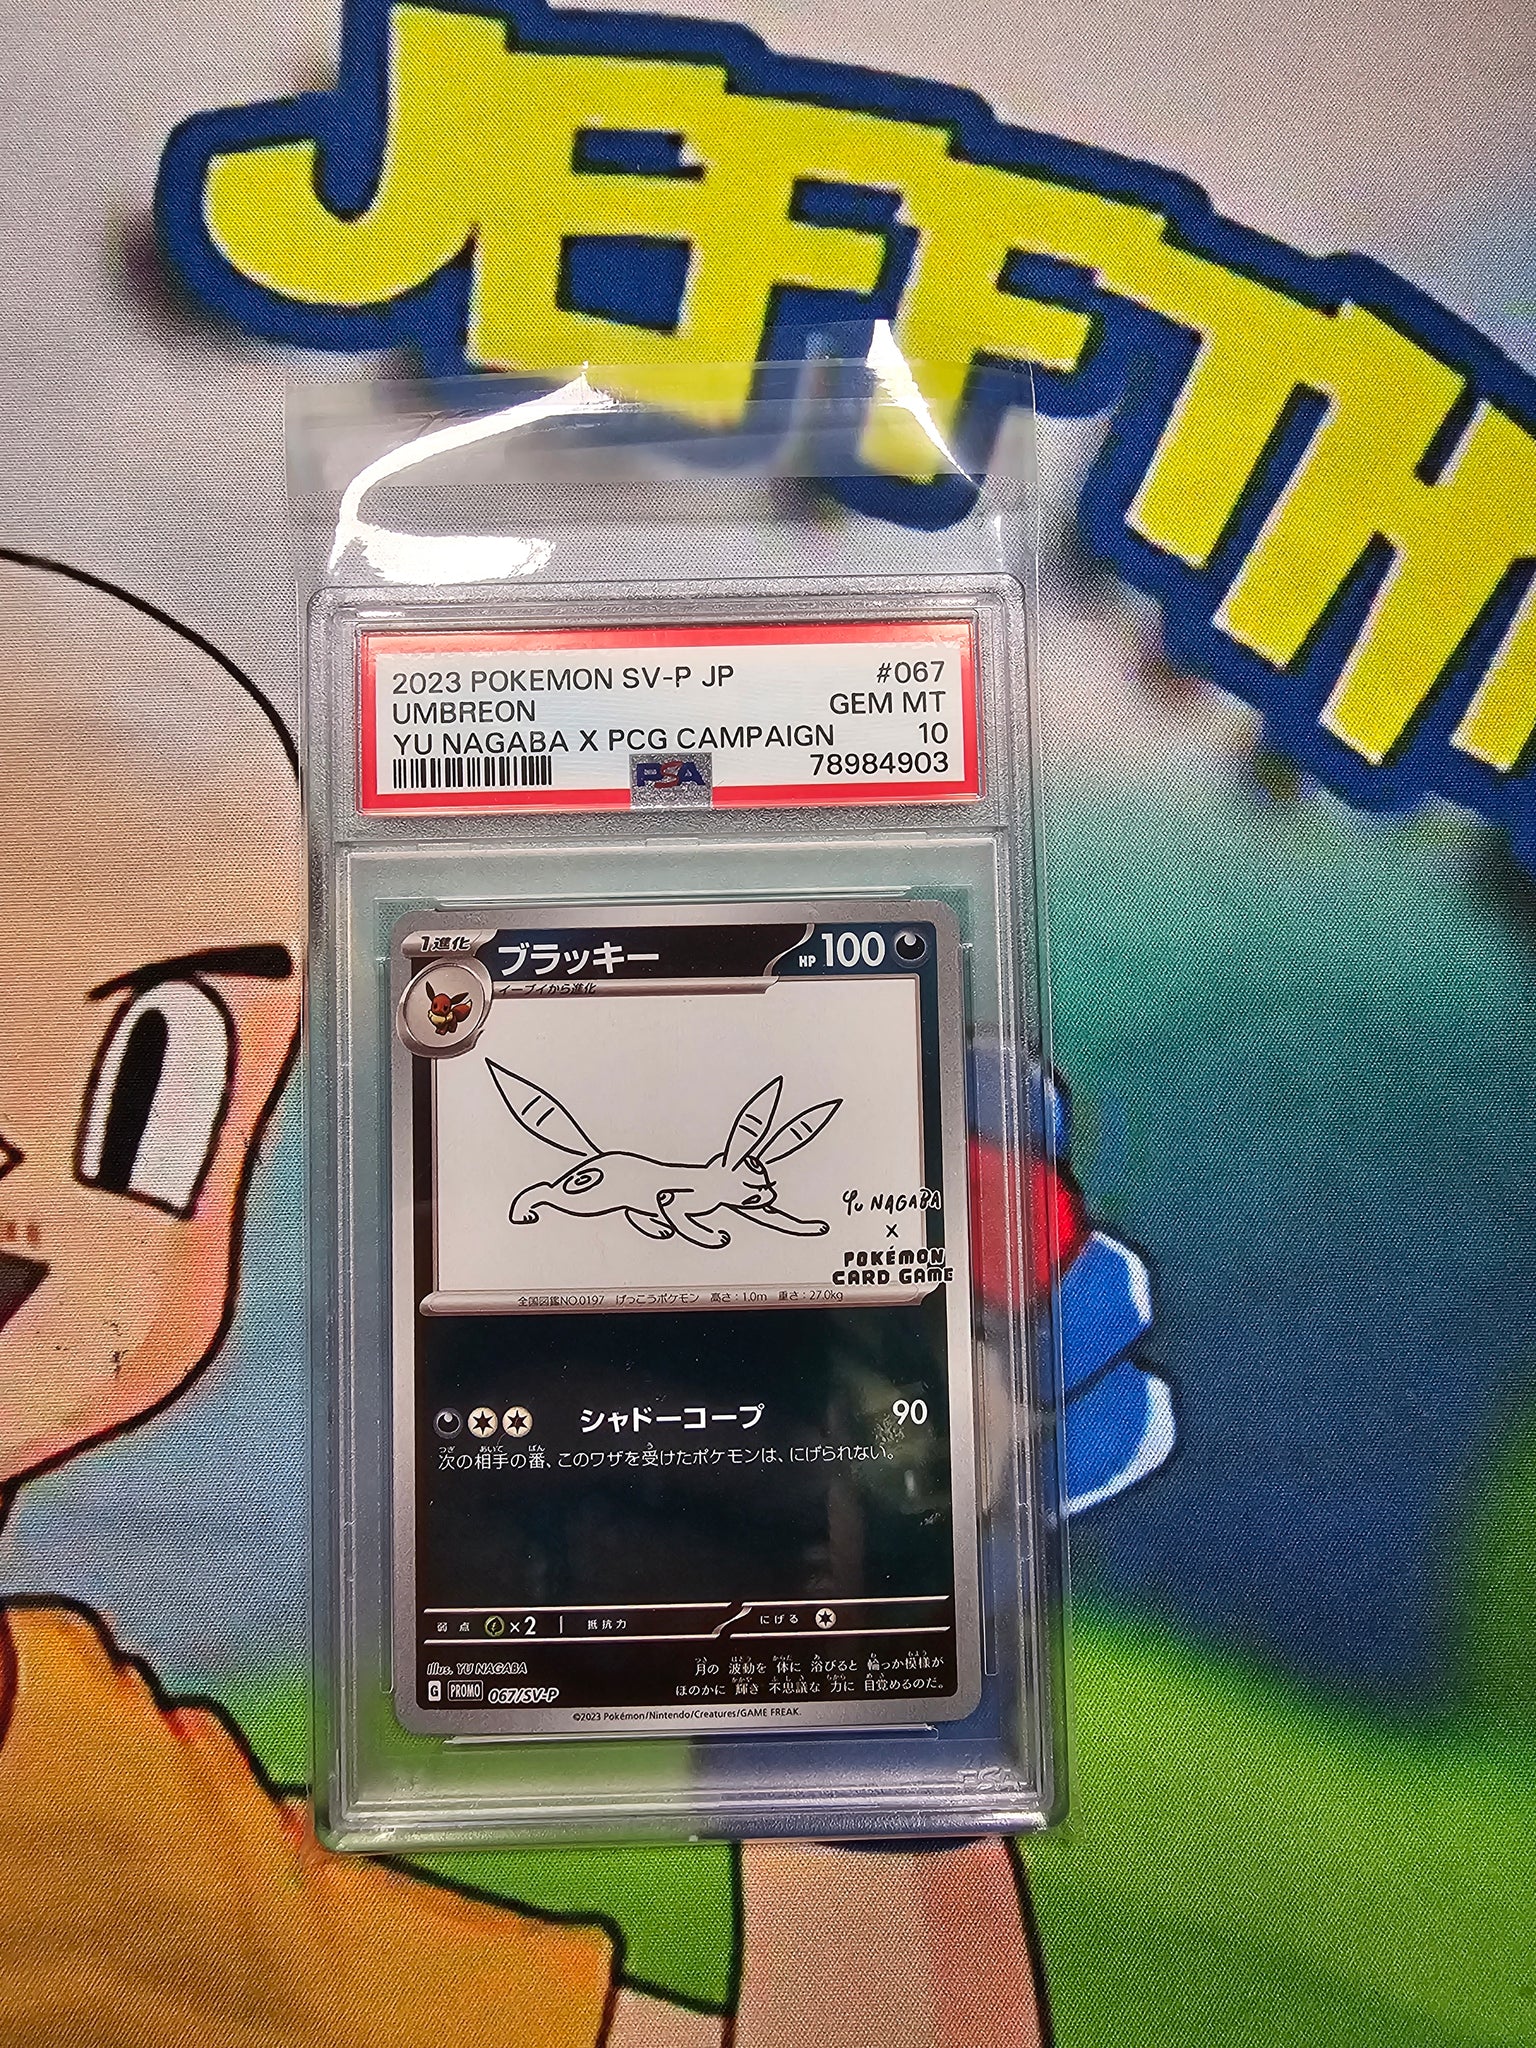 JEFFTH
2023 POKEMON SV-P JP #067
UMBREON GEM MT
YU NAGABA X PCG CAMPAIGN 10
PSA 78984903
1進化 ブラッキー HP 100
イーブイから進化
YU NAGABA
X
POKÉMON
CARD GAME
全国図鑑NO.0197 げっこうポケモン 高さ:1.0m 重さ:27.0kg
シャドーコープ 90
次の相手の番、このワザを受けたポケモンは、にげられない。
弱点 ×2 抵抗力 にげる
Illus. YU NAGABA
月の波動を体に浴びると輪っか模様が
ほのかに輝き不思議な力に目覚めるのだ。
G PROMO 067/SV-P
©2023 Pokémon/Nintendo/Creatures/GAME FREAK.
PSA